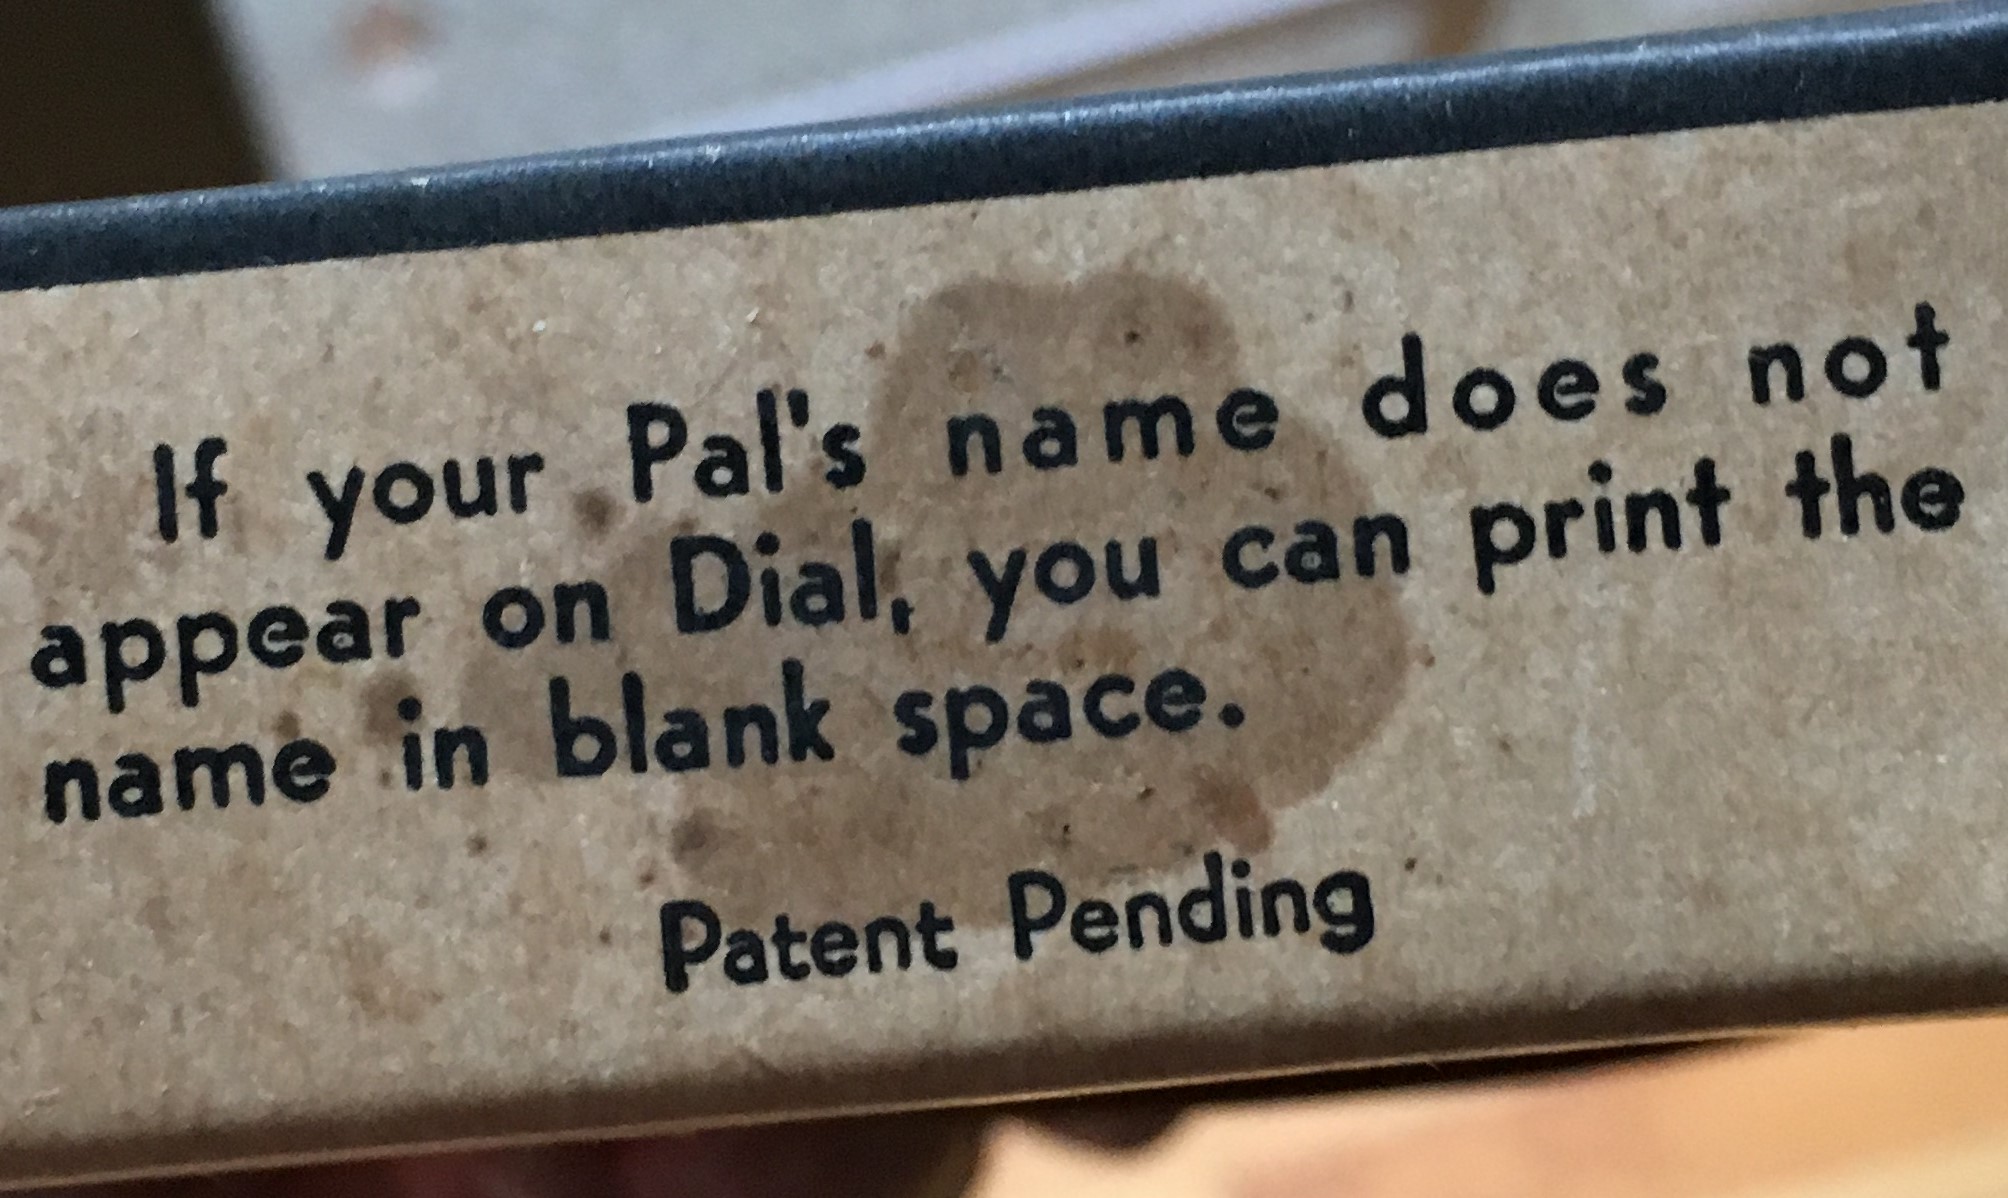 If your Pal's name does not
appear on Dial, you can print the
name in blank space.
Patent Pending